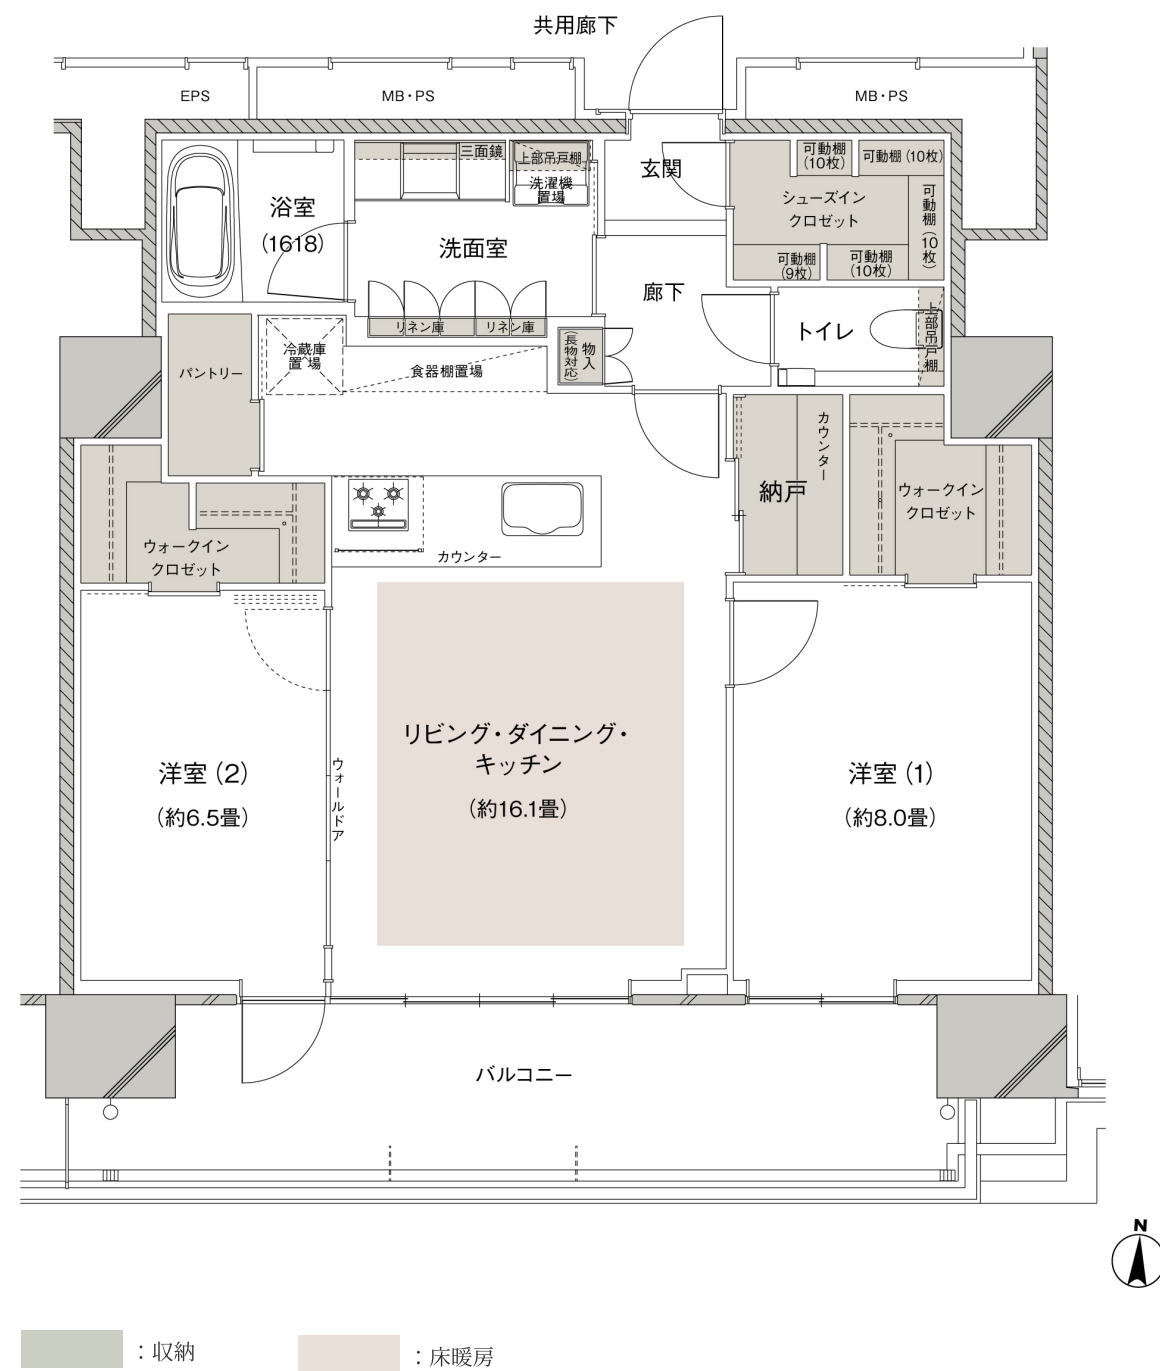 共用廊下
EPS
MB・PS
MB・PS
三面鏡
上部吊戸棚
洗濯機
置場
玄関
可動棚
(10枚)
可動棚(10枚)
シューズイン
クロゼット
可動棚(10枚)
可動棚
(9枚)
可動棚
(10枚)
浴室
(1618)
洗面室
廊下
リネン庫
リネン庫
トイレ
上部吊戸棚
パントリー
冷蔵庫
置場
食器棚置場
物入
(長物対応)
カウンター
納戸
ウォークイン
クロゼット
ウォークイン
クロゼット
カウンター
リビング・ダイニング・
キッチン
(約16.1畳)
洋室(2)
(約6.5畳)
ウォールドア
洋室(1)
(約8.0畳)
バルコニー
N
:収納
:床暖房